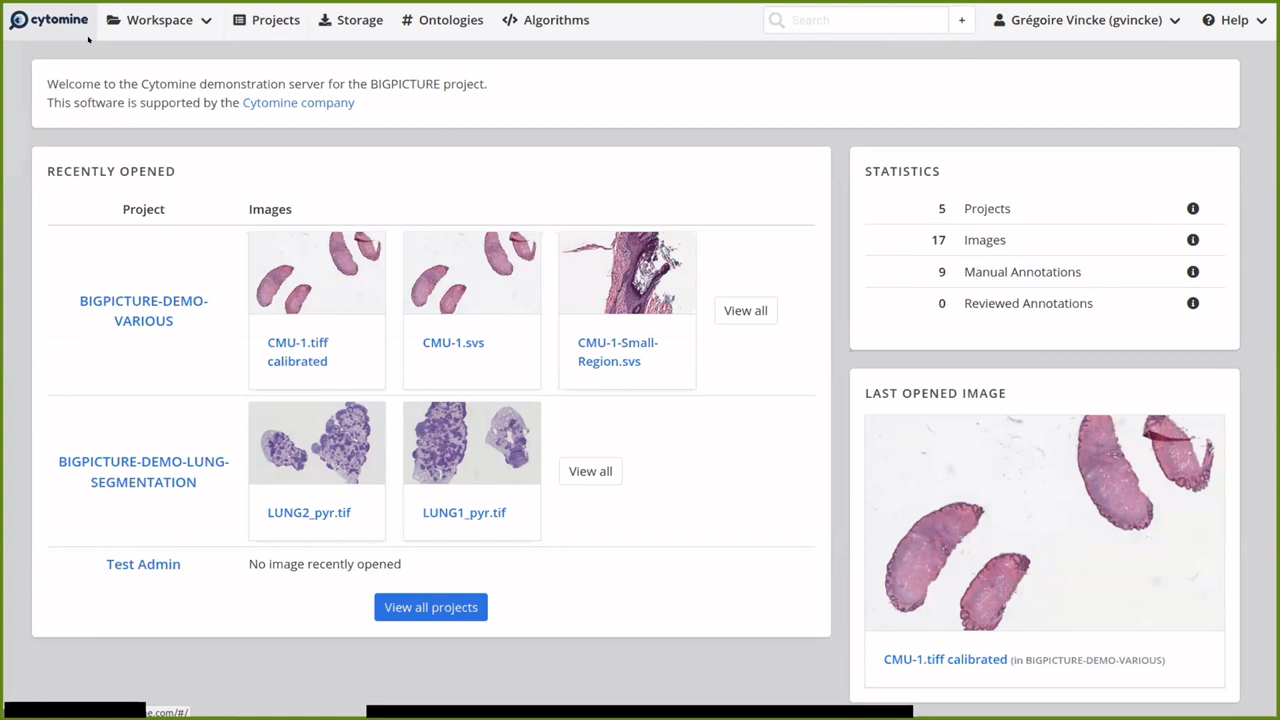 cytomine Workspace Projects Storage Ontologies Algorithms Search + Grégoire Vincke (gvincke) Help
Welcome to the Cytomine demonstration server for the BIGPICTURE project.
This software is supported by the Cytomine company
RECENTLY OPENED
Project Images
BIGPICTURE-DEMO-
VARIOUS
CMU-1.tiff
calibrated
CMU-1.svs
CMU-1-Small-
Region.svs
View all
BIGPICTURE-DEMO-LUNG-
SEGMENTATION
LUNG2_pyr.tif
LUNG1_pyr.tif
View all
Test Admin No image recently opened
View all projects
STATISTICS
5 Projects
17 Images
9 Manual Annotations
0 Reviewed Annotations
LAST OPENED IMAGE
CMU-1.tiff calibrated (in BIGPICTURE-DEMO-VARIOUS)
e.com/#/